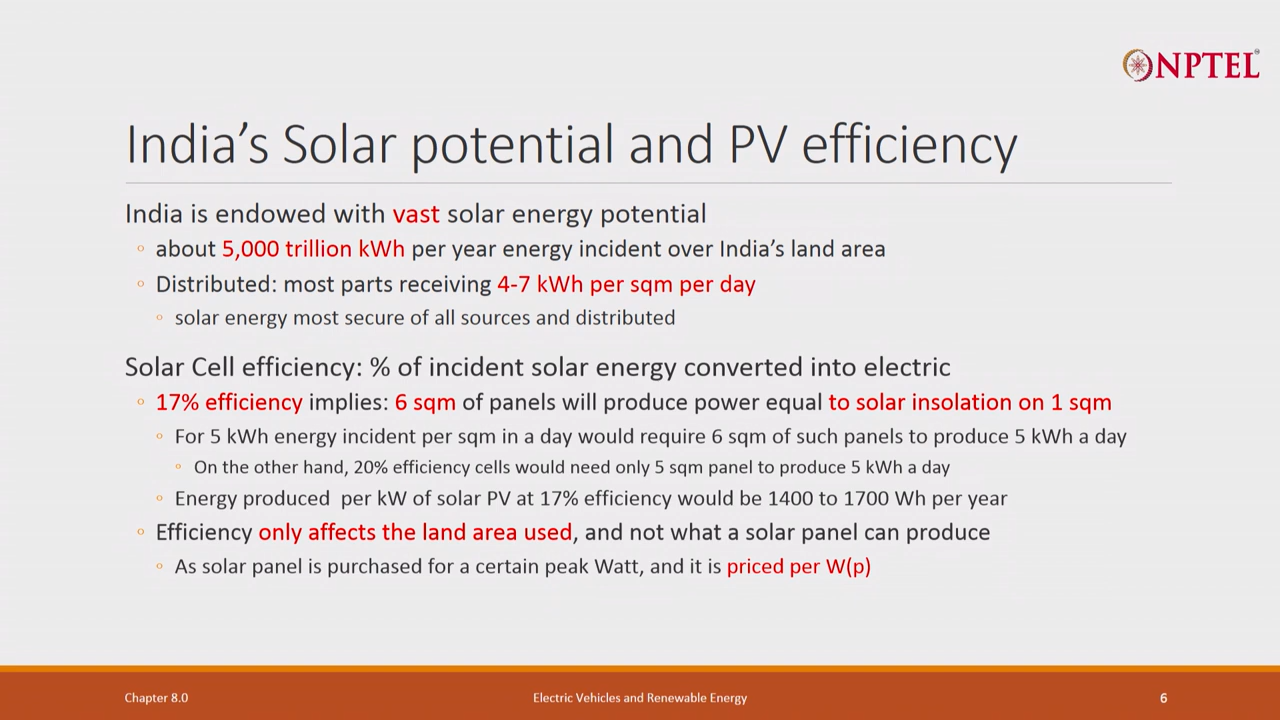 NPTEL
India's Solar potential and PV efficiency
India is endowed with vast solar energy potential
◦ about 5,000 trillion kWh per year energy incident over India's land area
◦ Distributed: most parts receiving 4-7 kWh per sqm per day
◦ solar energy most secure of all sources and distributed
Solar Cell efficiency: % of incident solar energy converted into electric
◦ 17% efficiency implies: 6 sqm of panels will produce power equal to solar insolation on 1 sqm
◦ For 5 kWh energy incident per sqm in a day would require 6 sqm of such panels to produce 5 kWh a day
◦ On the other hand, 20% efficiency cells would need only 5 sqm panel to produce 5 kWh a day
◦ Energy produced  per kW of solar PV at 17% efficiency would be 1400 to 1700 Wh per year
◦ Efficiency only affects the land area used, and not what a solar panel can produce
◦ As solar panel is purchased for a certain peak Watt, and it is priced per W(p)
Chapter 8.0
Electric Vehicles and Renewable Energy
6